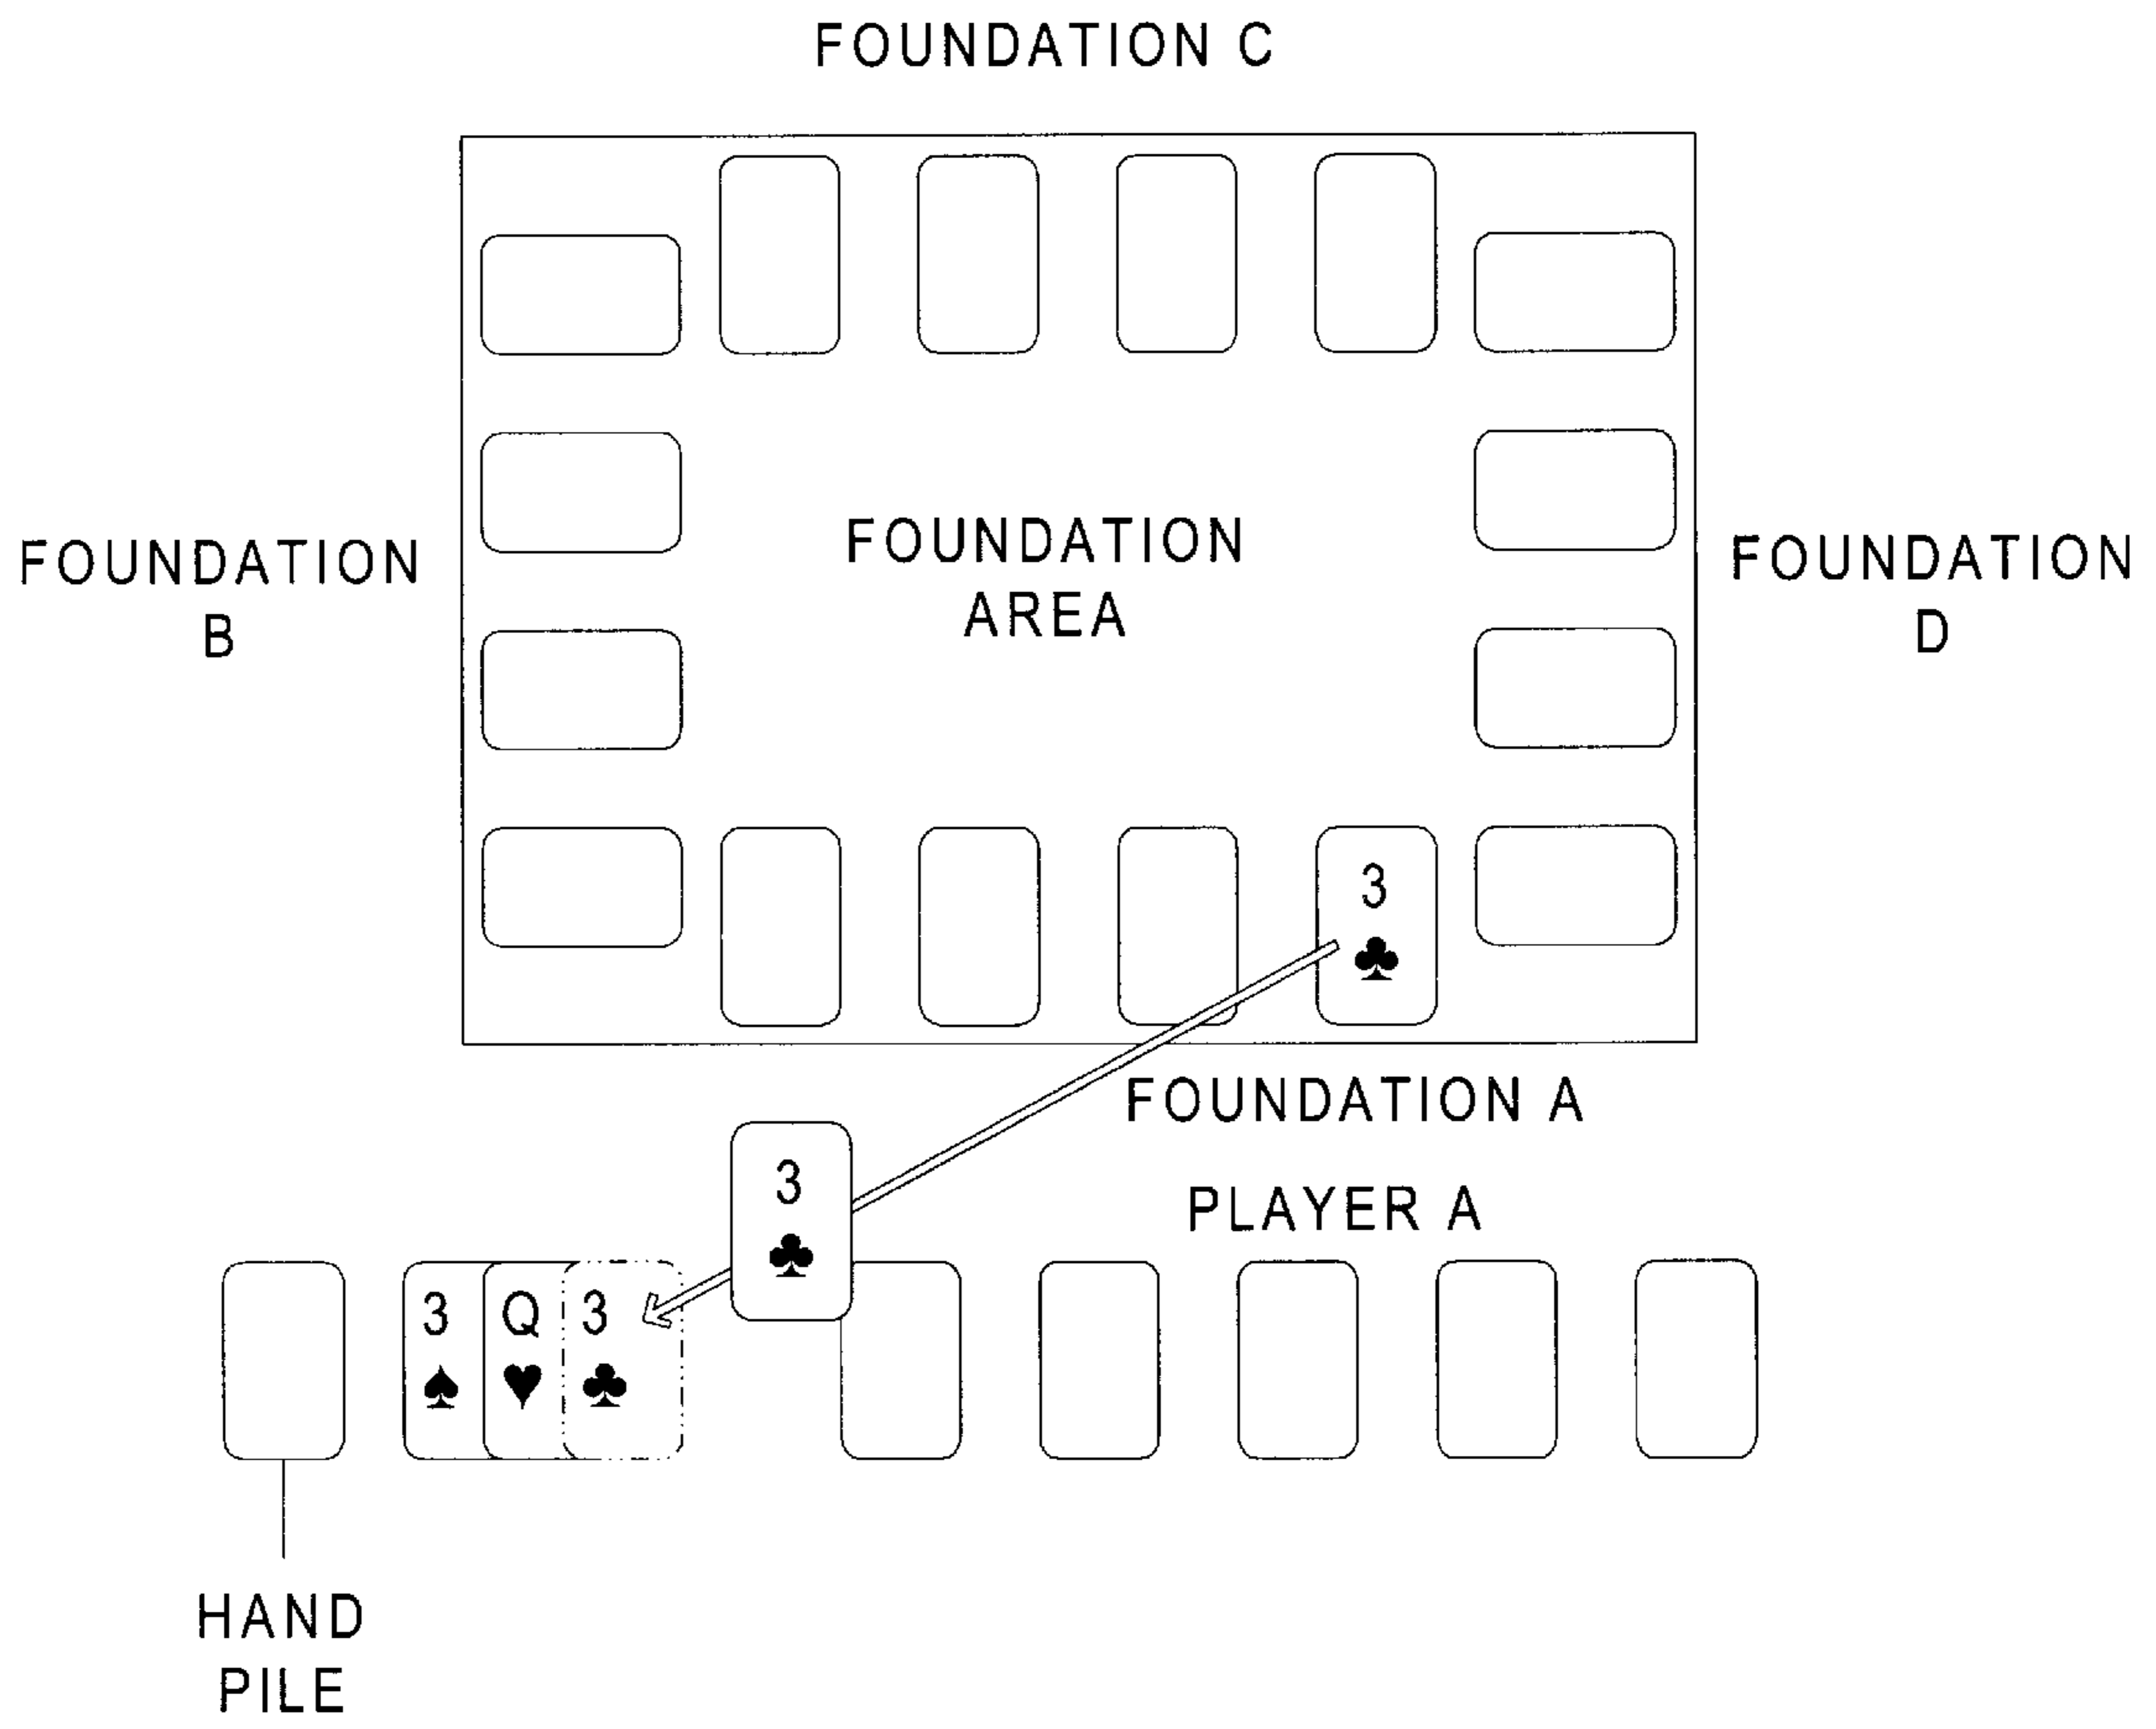 FOUNDATION C
FOUNDATION
B
FOUNDATION
AREA
FOUNDATION
D
3
♣
FOUNDATION A
3
♣
PLAYER A
3 Q 3
♠ ♥ ♣
HAND
PILE